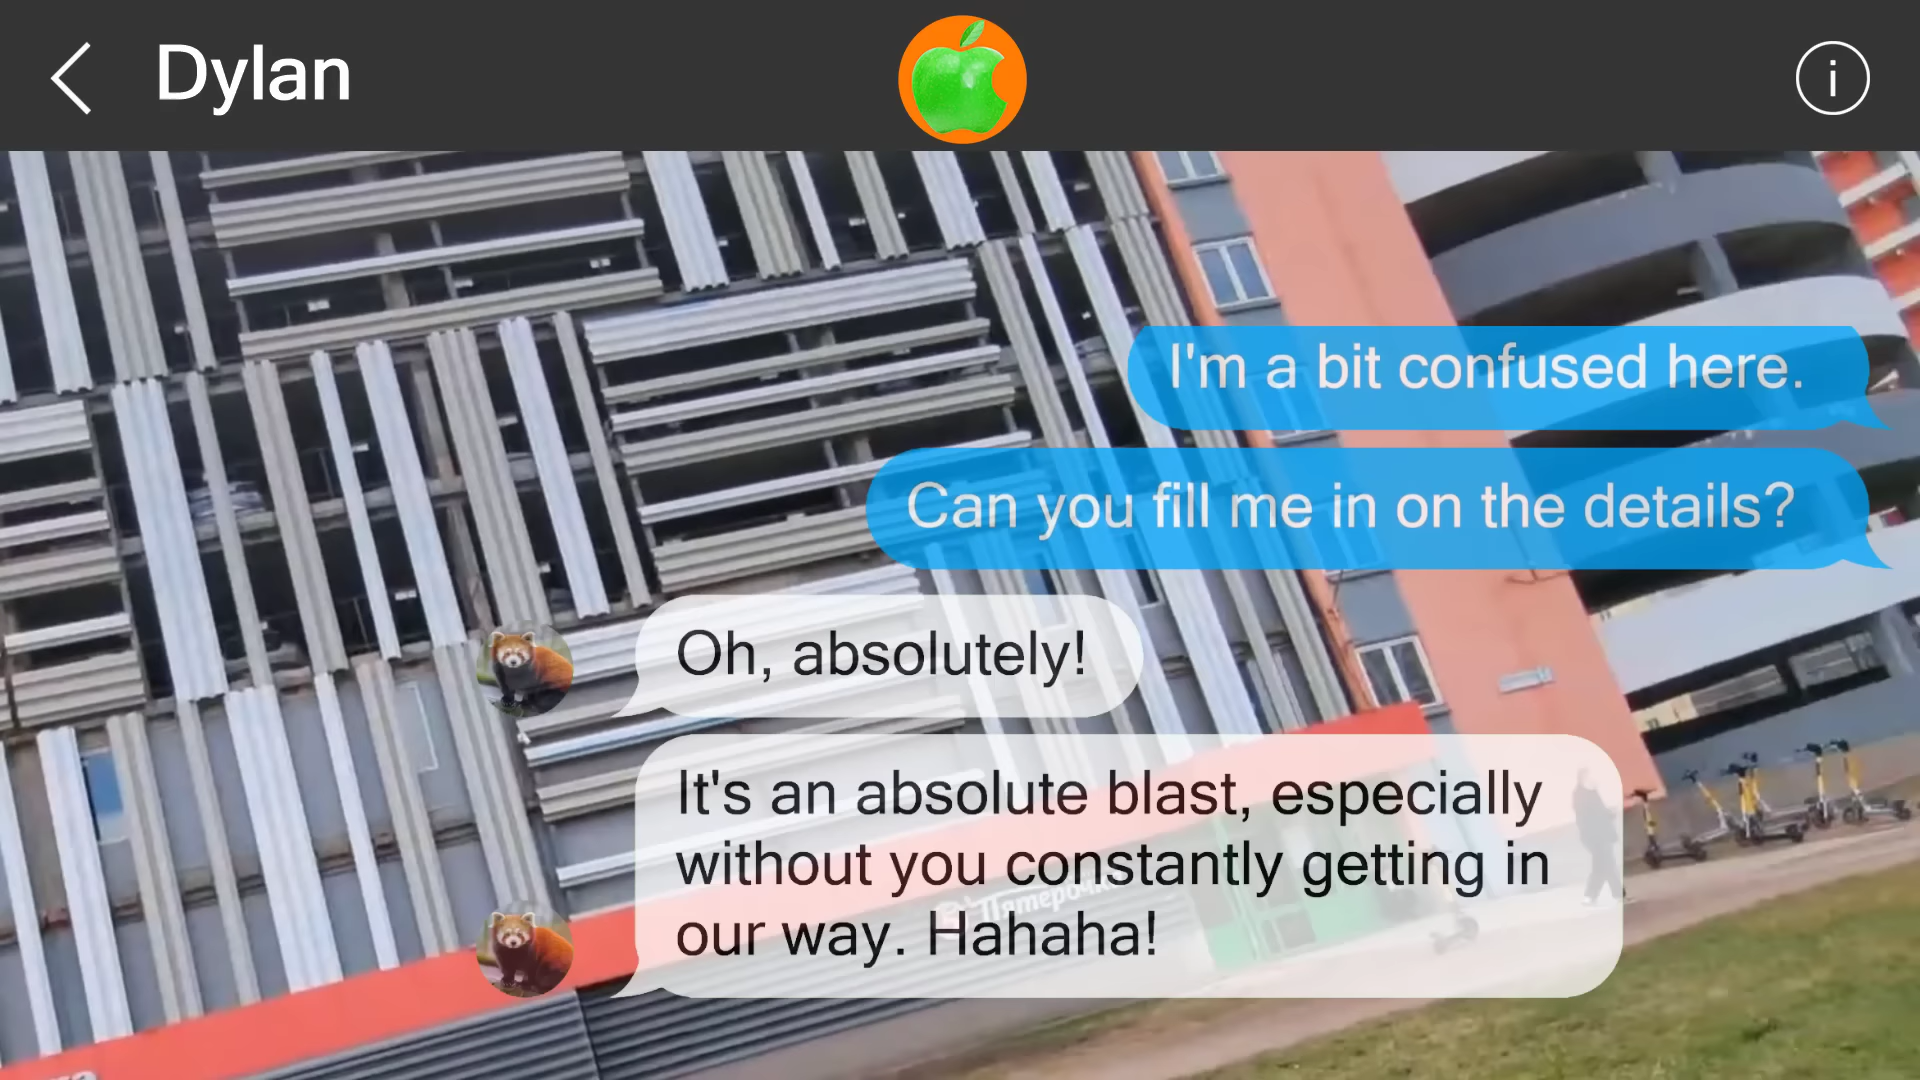 Dylan
I'm a bit confused here.
Can you fill me in on the details?
Oh, absolutely!
It's an absolute blast, especially
without you constantly getting in
our way. Hahaha!
Пятёрочка